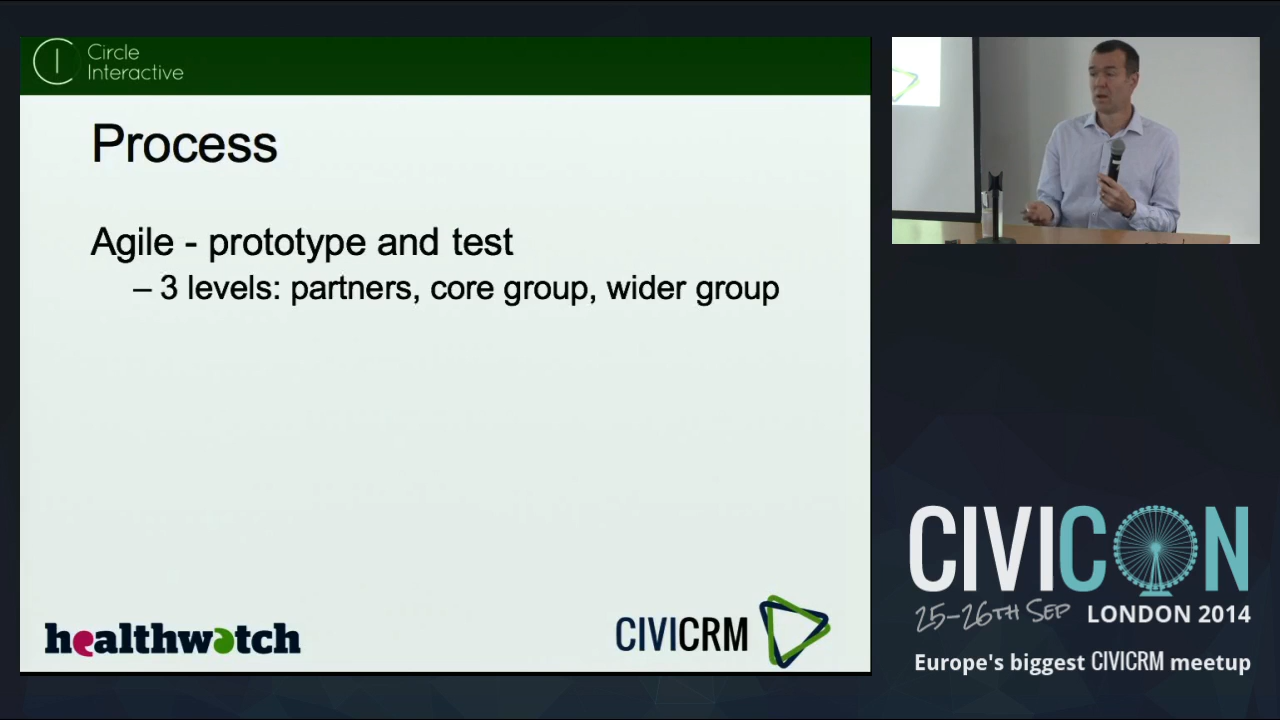 Circle
Interactive
Process
Agile - prototype and test
– 3 levels: partners, core group, wider group
healthwatch
CIVICRM
CIVICON
25-26TH SEP LONDON 2014
Europe's biggest CIVICRM meetup